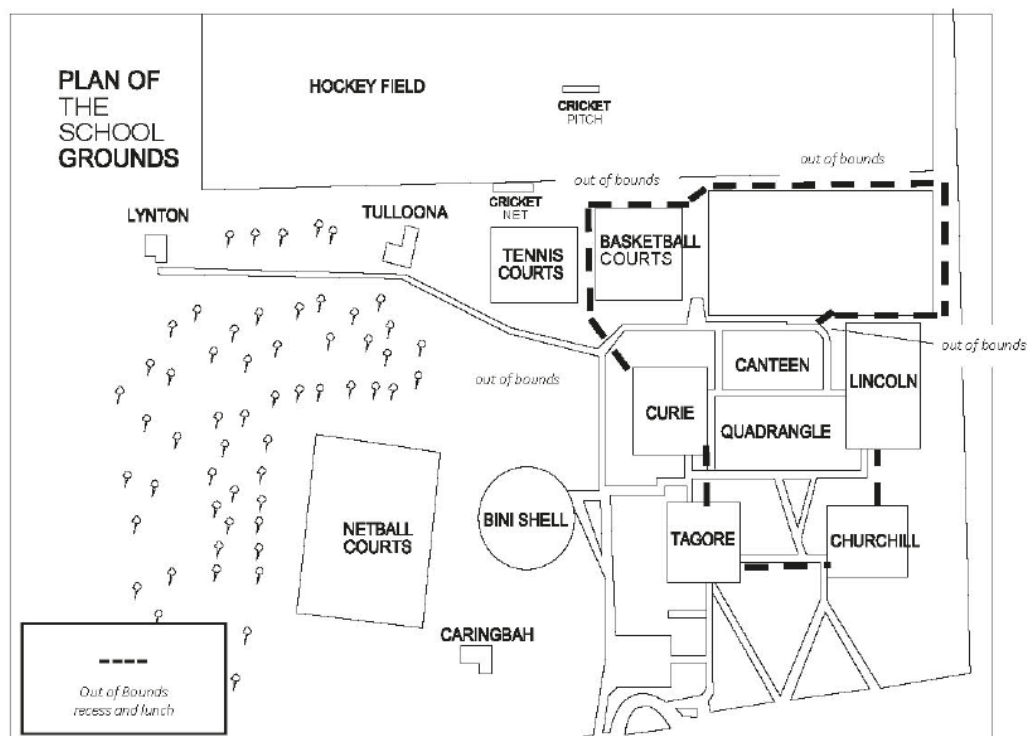 PLAN OF
THE
SCHOOL
GROUNDS
HOCKEY FIELD
CRICKET
PITCH
out of bounds
out of bounds
CRICKET
NET
LYNTON
TULLOONA
TENNIS
COURTS
BASKETBALL
COURTS
out of bounds
CANTEEN
LINCOLN
out of bounds
CURIE
QUADRANGLE
NETBALL
COURTS
BINI SHELL
TAGORE
CHURCHILL
CARINGBAH
Out of Bounds
recess and lunch